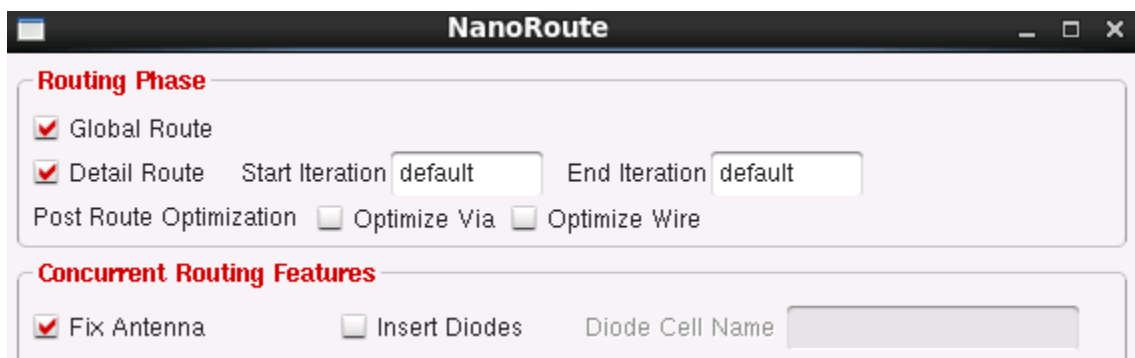 NanoRoute
Routing Phase
Global Route
Detail Route Start Iteration default End Iteration default
Post Route Optimization Optimize Via Optimize Wire
Concurrent Routing Features
Fix Antenna Insert Diodes Diode Cell Name